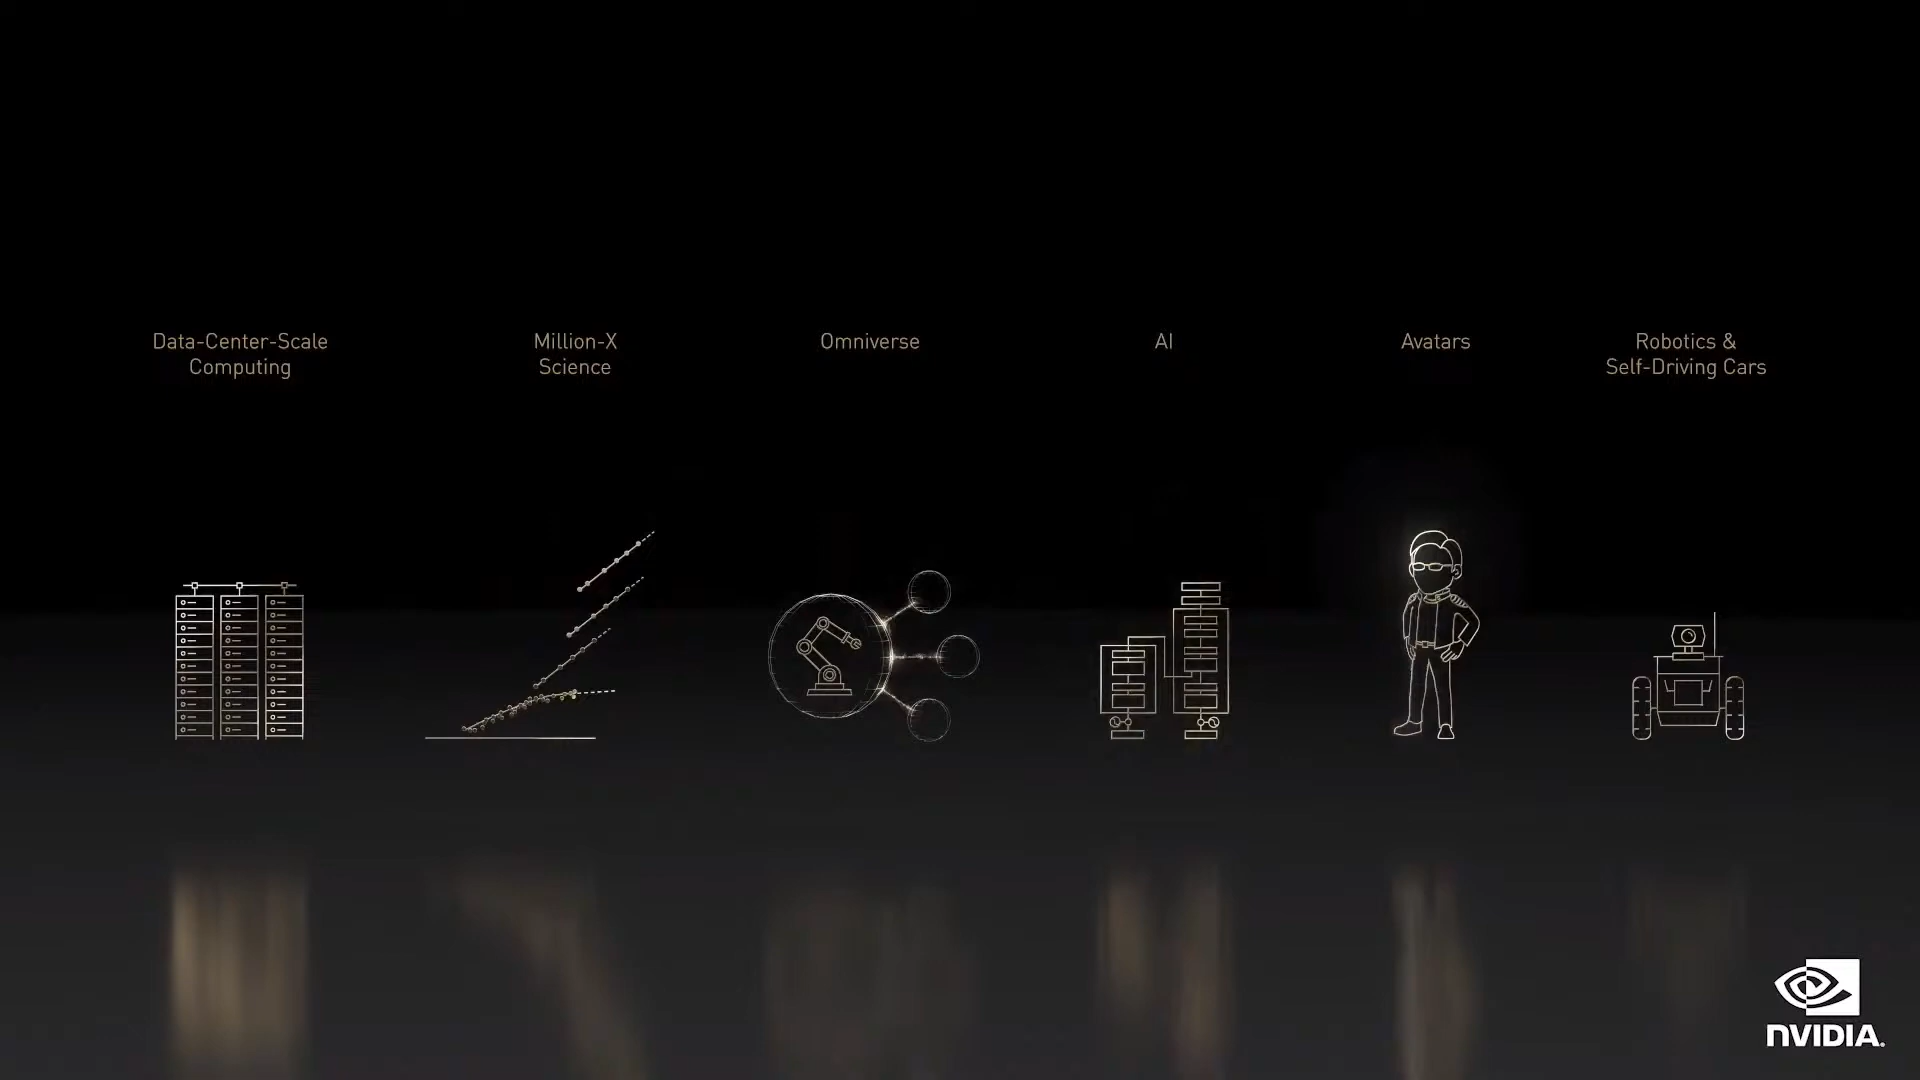 Data-Center-Scale
Computing
Million-X
Science
Omniverse
AI
Avatars
Robotics &
Self-Driving Cars
NVIDIA.